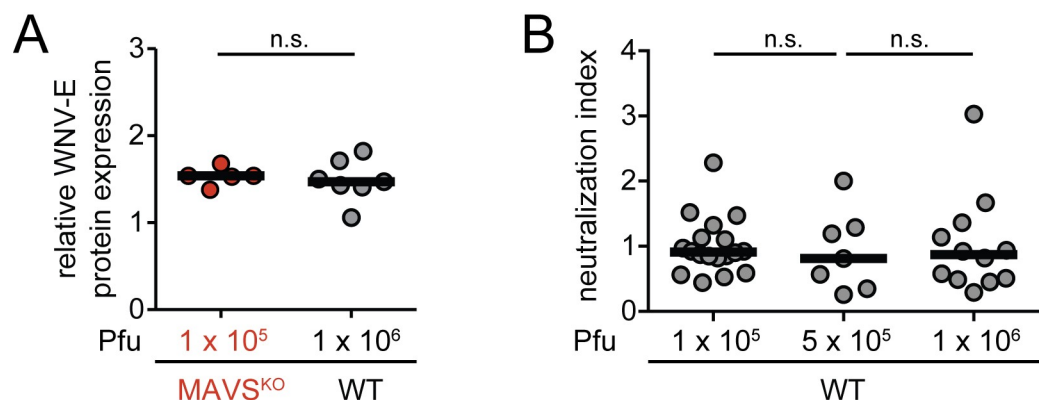 A
n.s.
3
2
1
0
relative WNV-E
protein expression
Pfu 1 x 10⁵ 1 x 10⁶
MAVSᴷᴼ WT
B
n.s. n.s.
4
3
2
1
0
neutralization index
Pfu 1 x 10⁵ 5 x 10⁵ 1 x 10⁶
WT